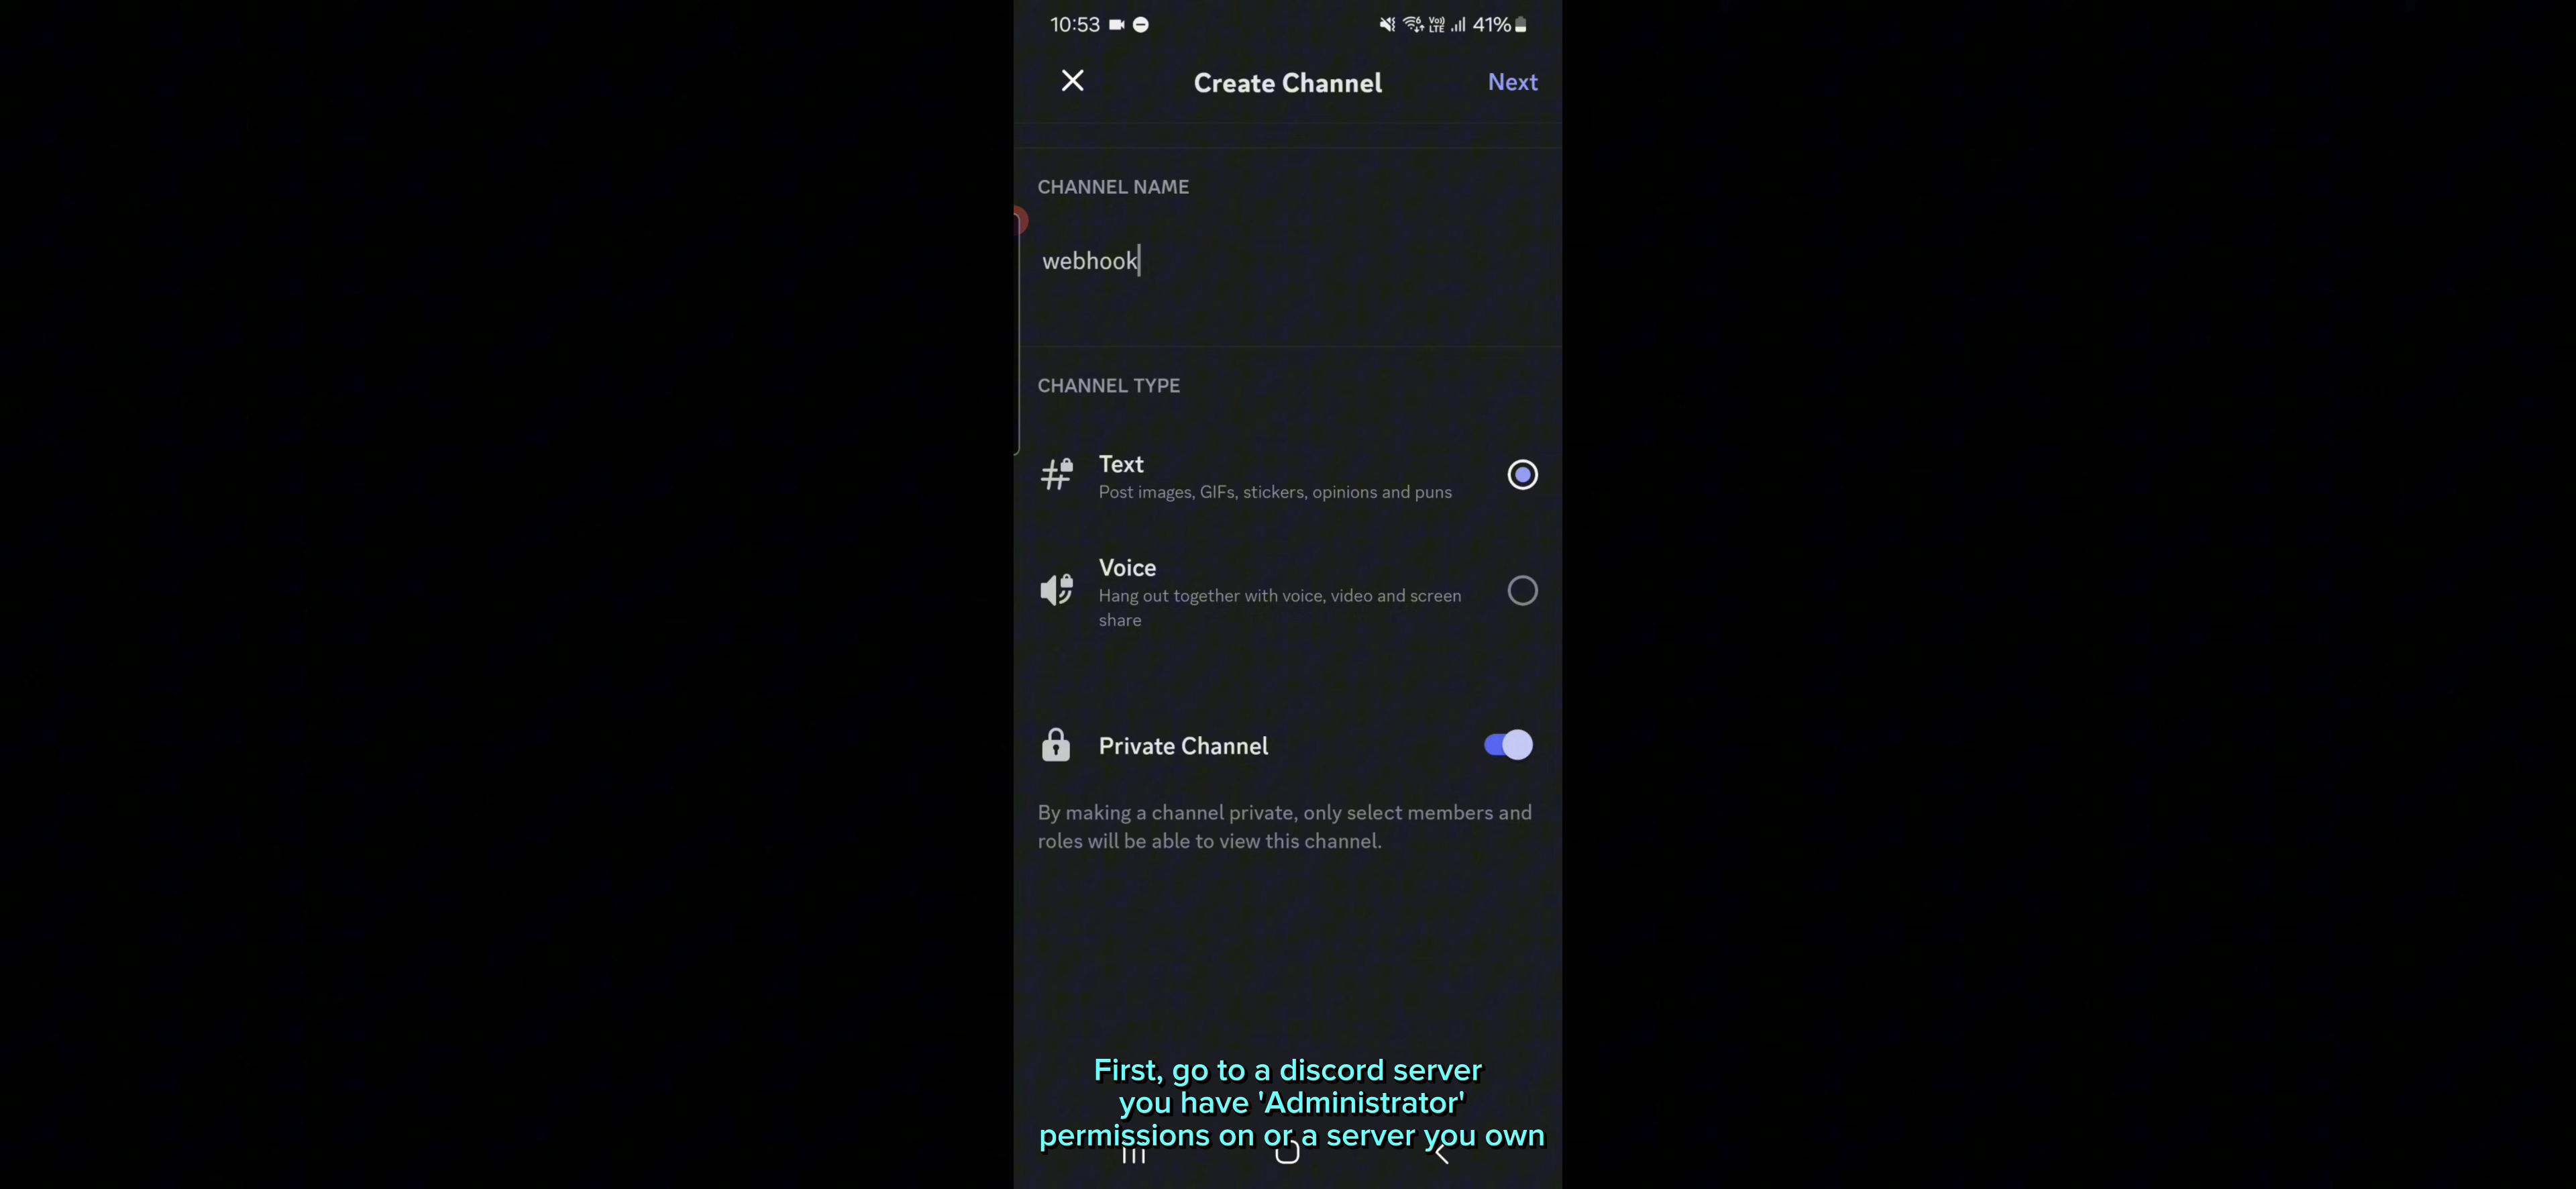 10:53
Vo))
LTE
41%
Create Channel
Next
CHANNEL NAME
webhook
CHANNEL TYPE
Text
Post images, GIFs, stickers, opinions and puns
Voice
Hang out together with voice, video and screen
share
Private Channel
By making a channel private, only select members and
roles will be able to view this channel.
First, go to a discord server
you have 'Administrator'
permissions on or a server you own